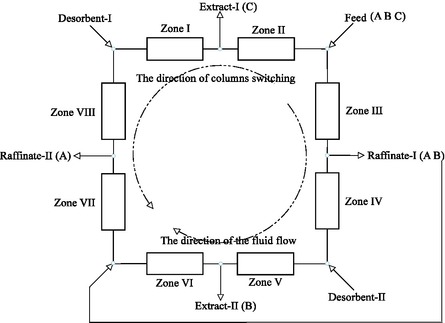 Extract-I (C)
Desorbent-I
Feed (A B C)
Zone I
Zone II
The direction of columns switching
Zone VIII
Zone III
Raffinate-II (A)
Raffinate-I (A B)
Zone VII
Zone IV
The direction of the fluid flow
Zone VI
Zone V
Desorbent-II
Extract-II (B)